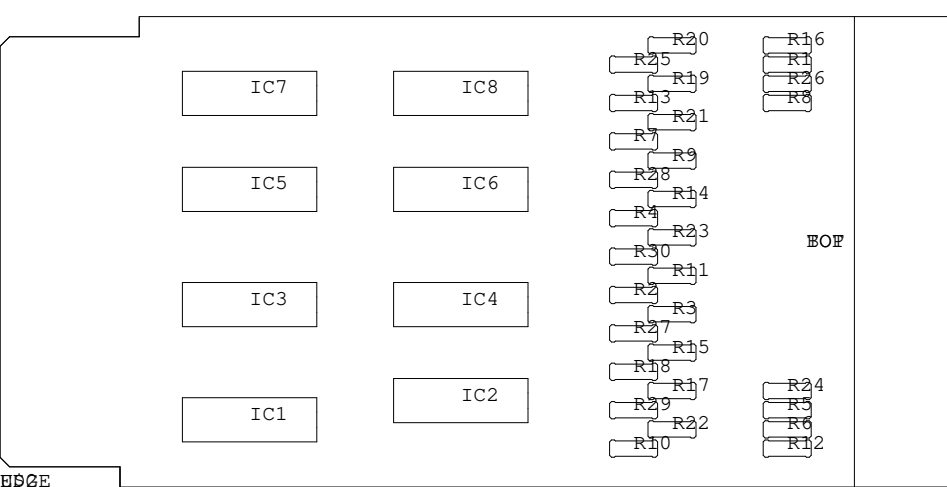 R20 R16
R25 R1
IC7 IC8 R19 R26
R13 R8
R21
R7
R9
IC5 IC6 R28
R14
R4
R23
R30
R11
IC3 IC4 R2
R3
R27
R15
R18
R17 R24
IC1 IC2 R29 R5
R22 R6
R10 R12